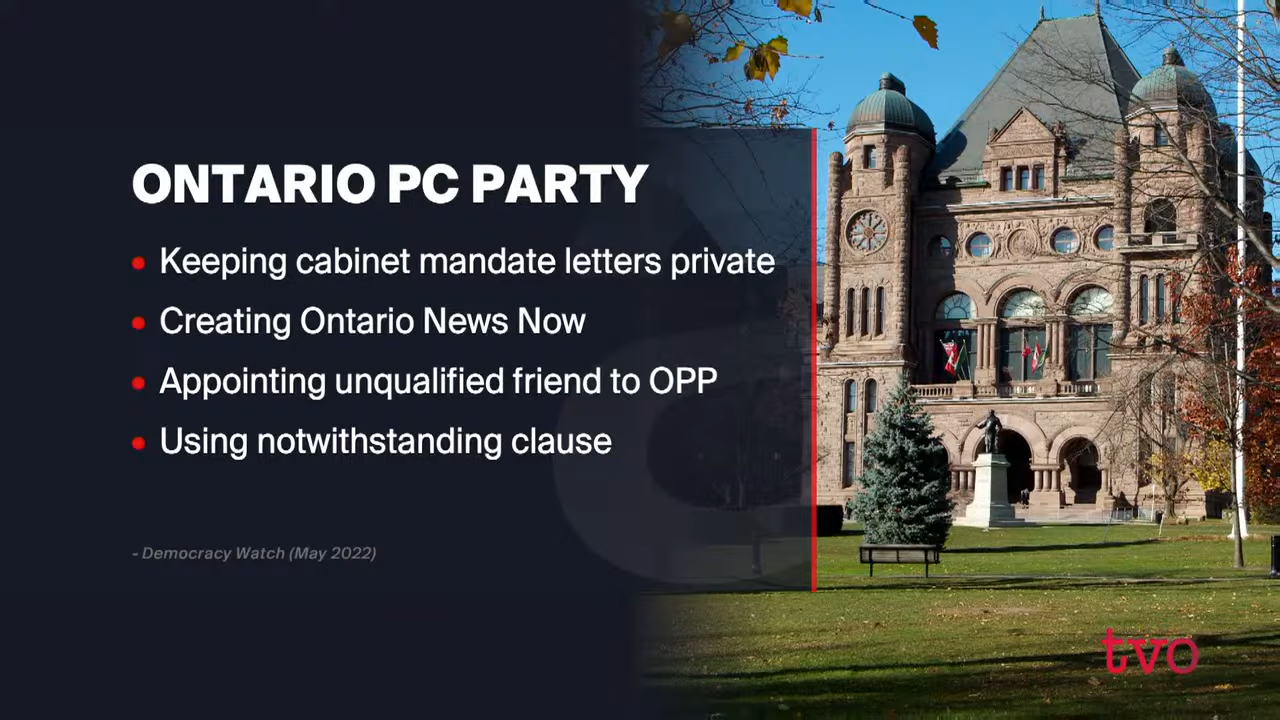 ONTARIO PC PARTY
Keeping cabinet mandate letters private
Creating Ontario News Now
Appointing unqualified friend to OPP
Using notwithstanding clause
- Democracy Watch (May 2022)
tvo